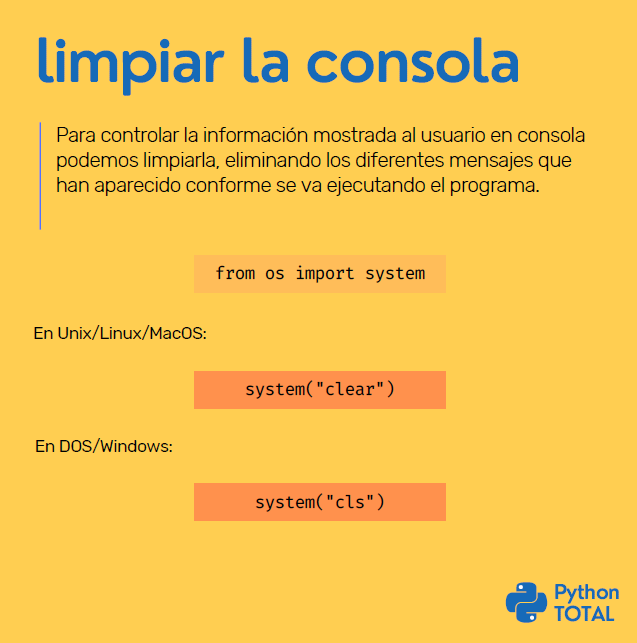 limpiar la consola
Para controlar la información mostrada al usuario en consola
podemos limpiarla, eliminando los diferentes mensajes que
han aparecido conforme se va ejecutando el programa.
from os import system
En Unix/Linux/MacOS:
system("clear")
En DOS/Windows:
system("cls")
Python
TOTAL